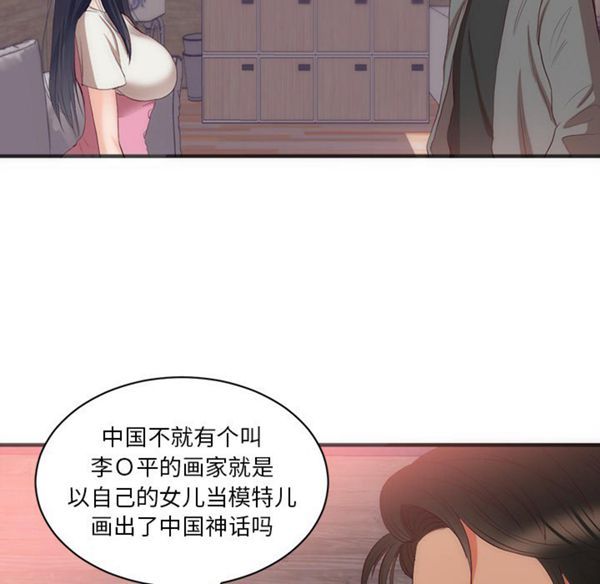 中国不就有个叫
李O平的画家就是
以自己的女儿当模特儿
画出了中国神话吗